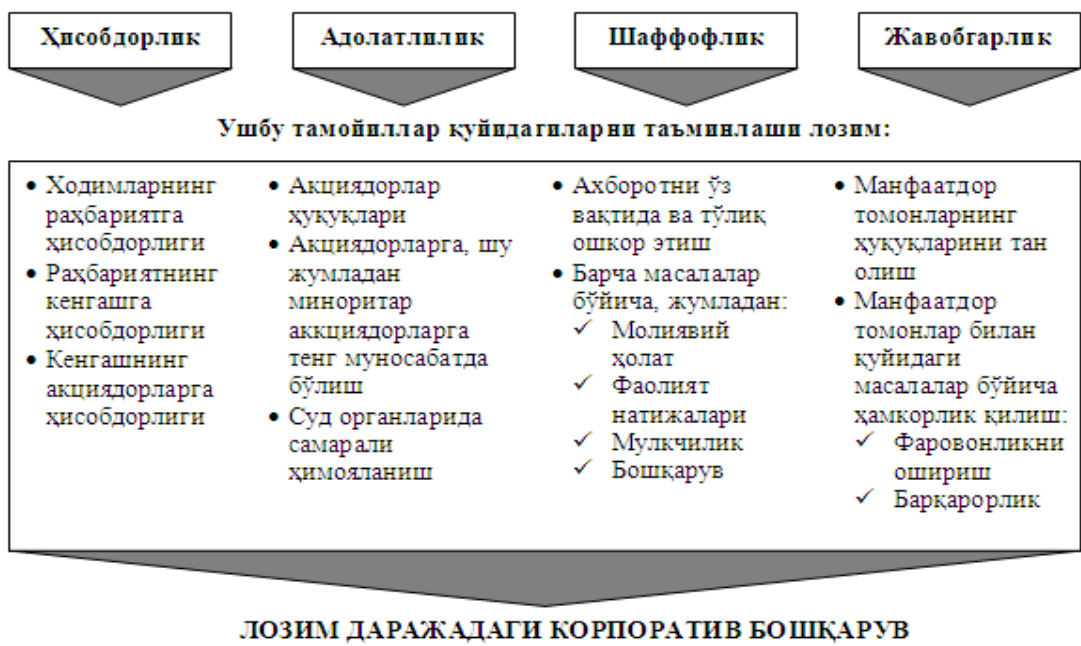 Ҳисобдорлик
Адолатлилик
Шаффофлик
Жавобгарлик
Ушбу тамойиллар қуйидагиларни таъминлаши лозим:
• Ходимларнинг
раҳбариятга
ҳисобдорлиги
• Раҳбариятнинг
кенгашга
ҳисобдорлиги
• Кенгашнинг
акциядорларга
ҳисобдорлиги
• Акциядорлар
ҳуқуқлари
• Акциядорларга, шу
жумладан
миноритар
аккциядорларга
тенг муносабатда
бўлиш
• Суд органларида
самарали
ҳимояланиш
• Ахборотни ўз
вақтида ва тўлиқ
ошкор этиш
• Барча масалалар
бўйича, жумладан:
✓ Молиявий
ҳолат
✓ Фаолият
натижалари
✓ Мулкчилик
✓ Бошқарув
• Манфаатдор
томонларнинг
ҳуқуқларини тан
олиш
• Манфаатдор
томонлар билан
қуйидаги
масалалар бўйича
ҳамкорлик қилиш:
✓ Фаровонликни
ошириш
✓ Барқарорлик
ЛОЗИМ ДАРАЖАДАГИ КОРПОРАТИВ БОШҚАРУВ